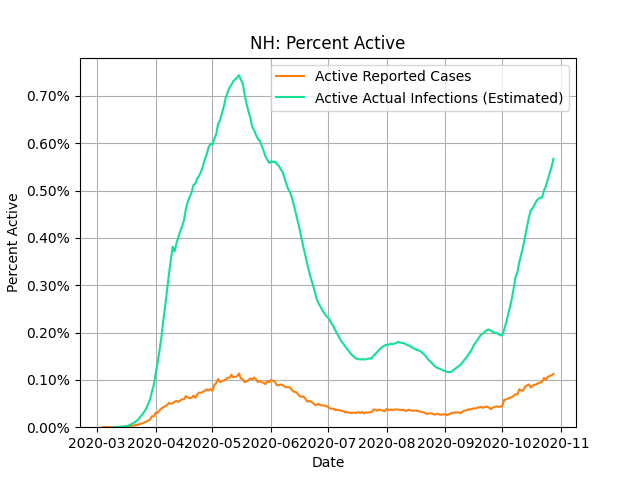 NH: Percent Active
Active Reported Cases
Active Actual Infections (Estimated)
Percent Active
0.70%
0.60%
0.50%
0.40%
0.30%
0.20%
0.10%
0.00%
2020-03 2020-04 2020-05 2020-06 2020-07 2020-08 2020-09 2020-10 2020-11
Date